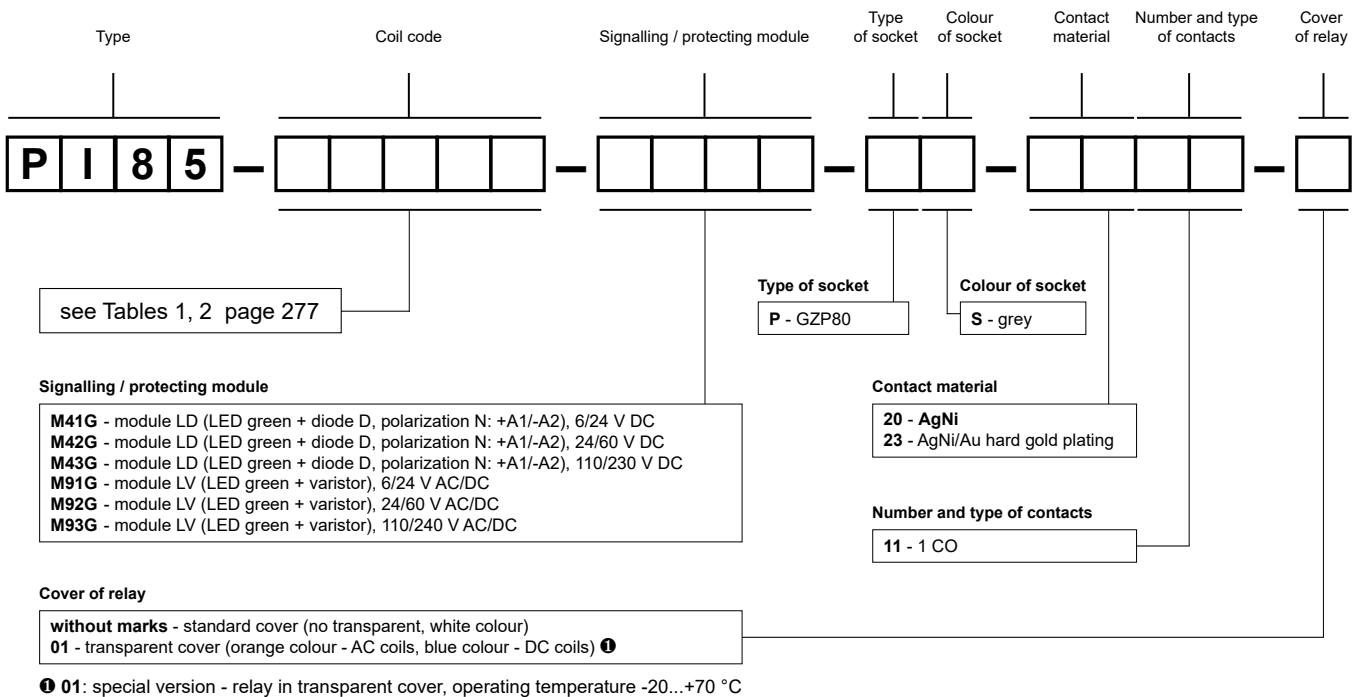 Type
Coil code
Signalling / protecting module
Type
of socket
Colour
of socket
Contact
material
Number and type
of contacts
Cover
of relay
P I 8 5 – – – – –
see Tables 1, 2 page 277
Type of socket
P - GZP80
Colour of socket
S - grey
Signalling / protecting module
M41G - module LD (LED green + diode D, polarization N: +A1/-A2), 6/24 V DC
M42G - module LD (LED green + diode D, polarization N: +A1/-A2), 24/60 V DC
M43G - module LD (LED green + diode D, polarization N: +A1/-A2), 110/230 V DC
M91G - module LV (LED green + varistor), 6/24 V AC/DC
M92G - module LV (LED green + varistor), 24/60 V AC/DC
M93G - module LV (LED green + varistor), 110/240 V AC/DC
Contact material
20 - AgNi
23 - AgNi/Au hard gold plating
Number and type of contacts
11 - 1 CO
Cover of relay
without marks - standard cover (no transparent, white colour)
01 - transparent cover (orange colour - AC coils, blue colour - DC coils) ❶
❶ 01: special version - relay in transparent cover, operating temperature -20...+70 °C